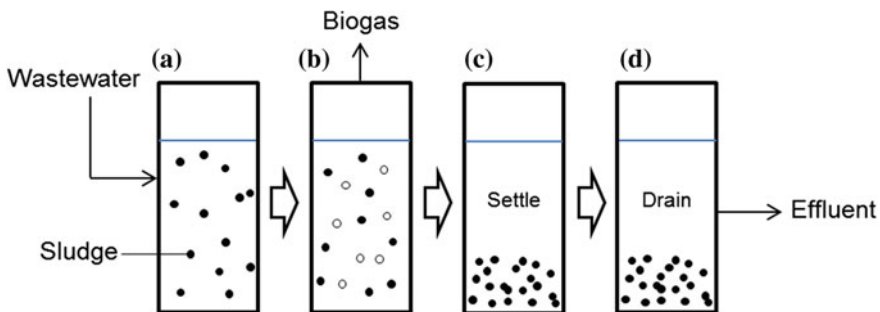 Biogas
(a)
(b)
(c)
(d)
Wastewater
Settle
Drain
Effluent
Sludge